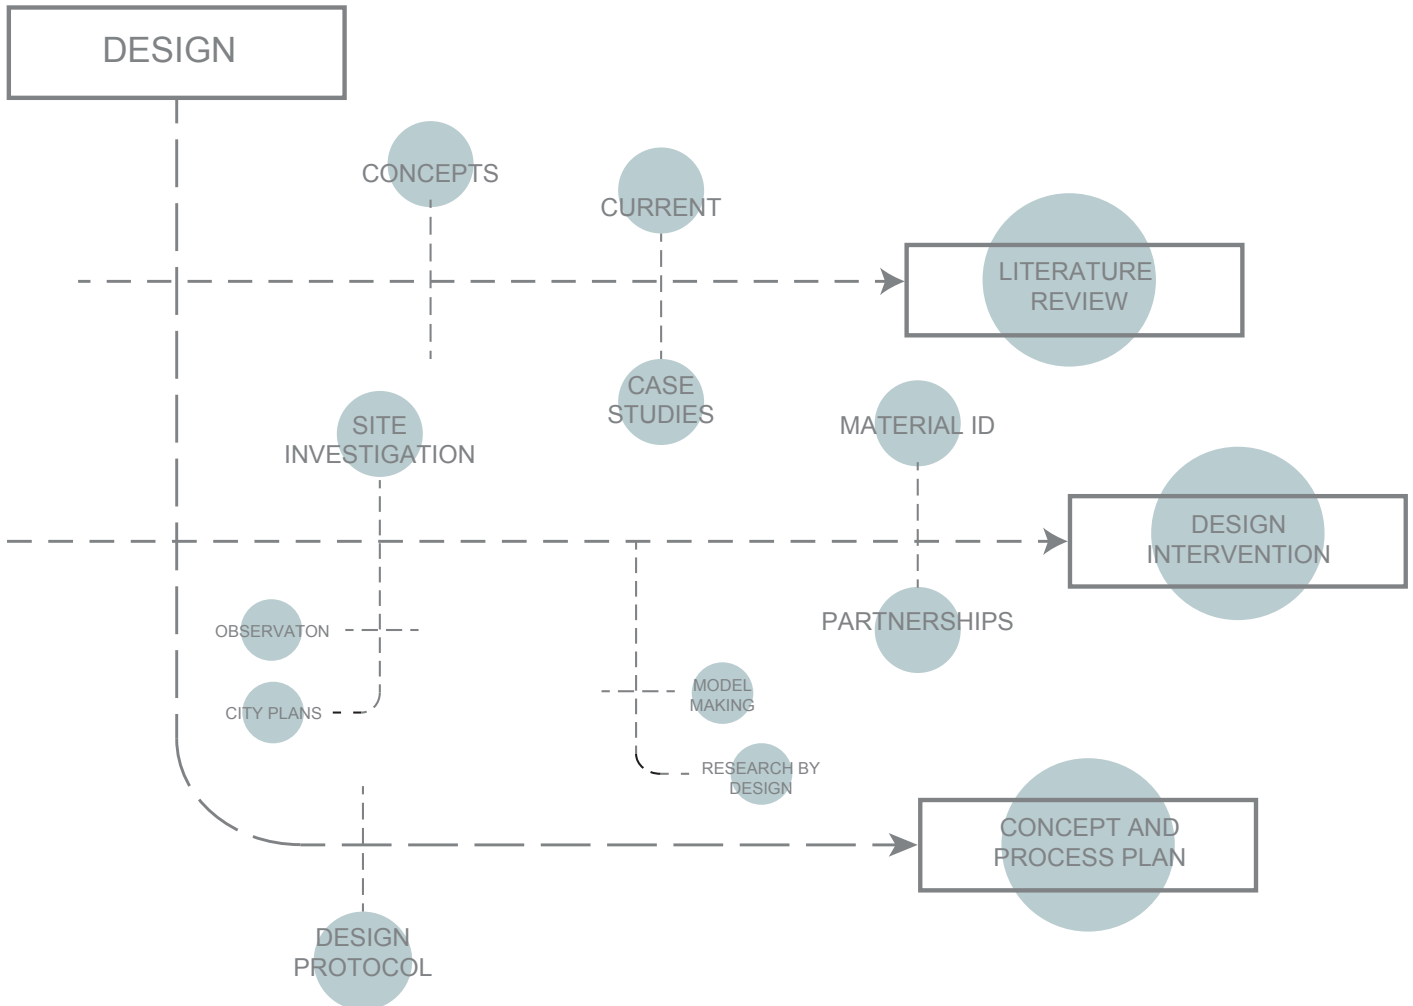 DESIGN
CONCEPTS
CURRENT
LITERATURE
REVIEW
CASE
STUDIES
SITE
INVESTIGATION
MATERIAL ID
DESIGN
INTERVENTION
OBSERVATON
PARTNERSHIPS
CITY PLANS
MODEL
MAKING
RESEARCH BY
DESIGN
CONCEPT AND
PROCESS PLAN
DESIGN
PROTOCOL